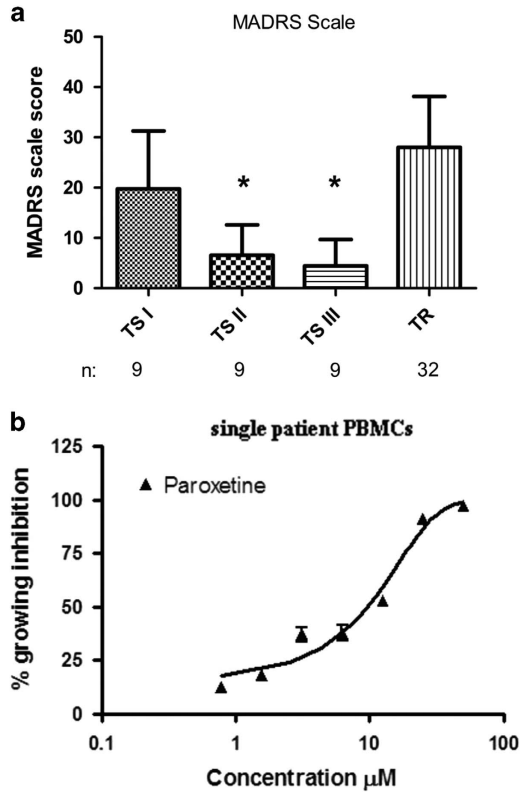 a
MADRS Scale
MADRS scale score
50
40
30
20
10
0
* *
TS I TS II TS III TR
n: 9 9 9 32
b
single patient PBMCs
% growing inhibition
125
100
75
50
25
0
▲ Paroxetine
0.1 1 10 100
Concentration µM